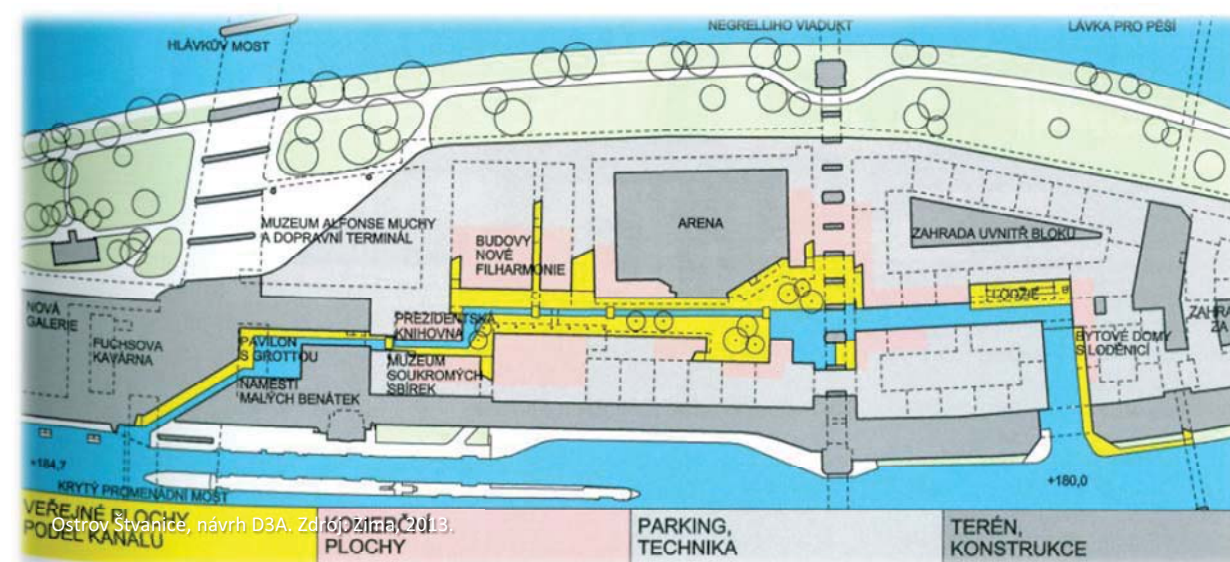 HLÁVKŮV MOST
NEGRELLIHO VIADUKT
LÁVKA PRO PĚŠÍ
MUZEUM ALFONSE MUCHY
A DOPRAVNÍ TERMINÁL
BUDOVY
NOVÉ
FILHARMONIE
ARENA
ZAHRADA UVNITŘ BLOKU
NOVÁ
GALERIE
FUCHSOVA
KAVÁRNA
PAVILON
S GROTTOU
PREZIDENTSKÁ
KNIHOVNA
MUZEUM
SOUKROMÝCH
SBÍREK
NÁMĚSTÍ
MALÝCH BENÁTEK
LODŽIE
BYTOVÉ DOMY
S LODĚNICÍ
+184,7
KRYTÝ PROMENÁDNÍ MOST
+180,0
VEŘEJNÉ PLOCHY
PODÉL KANÁLU
KOMERČNÍ
PLOCHY
PARKING,
TECHNIKA
TERÉN,
KONSTRUKCE
Ostrov Štvanice, návrh D3A. Zdroj: Zima, 2013.